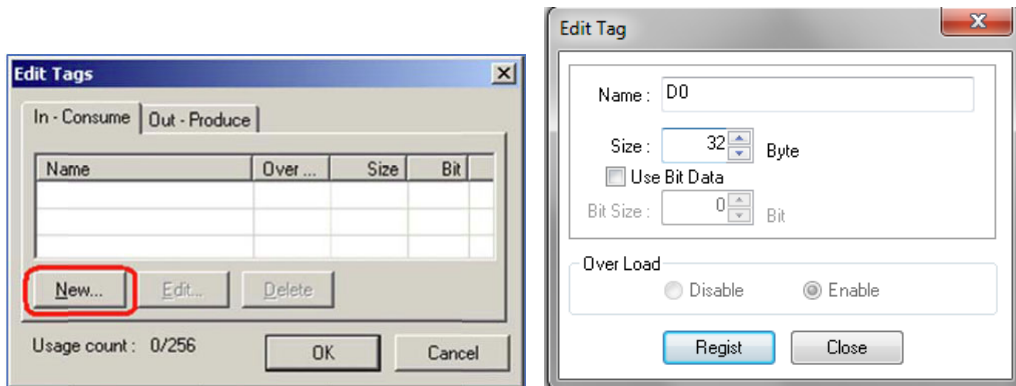 Edit Tags
In - Consume Out - Produce
Name Over ... Size Bit
New... Edit... Delete
Usage count : 0/256 OK Cancel
Edit Tag
Name : D0
Size : 32 Byte
Use Bit Data
Bit Size : 0 Bit
Over Load
Disable Enable
Regist Close